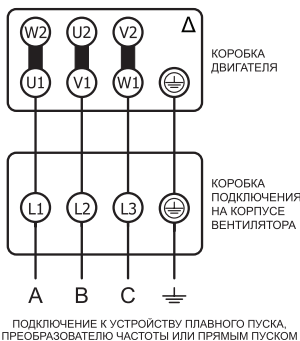 W2 U2 V2 Δ
U1 V1 W1
КОРОБКА
ДВИГАТЕЛЯ
L1 L2 L3
КОРОБКА
ПОДКЛЮЧЕНИЯ
НА КОРПУСЕ
ВЕНТИЛЯТОРА
A B C
ПОДКЛЮЧЕНИЕ К УСТРОЙСТВУ ПЛАВНОГО ПУСКА,
ПРЕОБРАЗОВАТЕЛЮ ЧАСТОТЫ ИЛИ ПРЯМЫМ ПУСКОМ